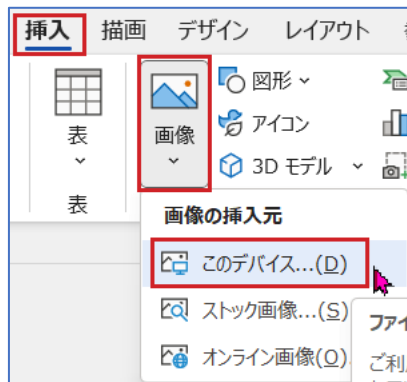 挿入 描画 デザイン レイアウト
表
画像
図形
アイコン
3D モデル
表
画像の挿入元
このデバイス...(D)
ストック画像...(S)
ファイ
オンライン画像(O)
ご利